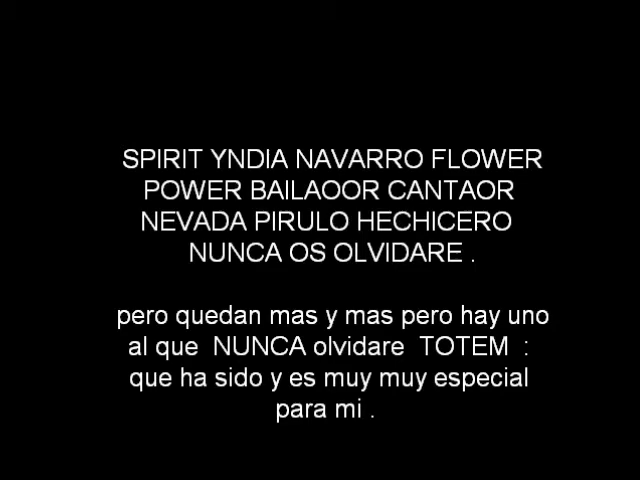 SPIRIT YNDIA NAVARRO FLOWER
POWER BAILAOOR CANTAOR
NEVADA PIRULO HECHICERO
NUNCA OS OLVIDARE .
pero quedan mas y mas pero hay uno
al que NUNCA olvidare TOTEM :
que ha sido y es muy muy especial
para mi .